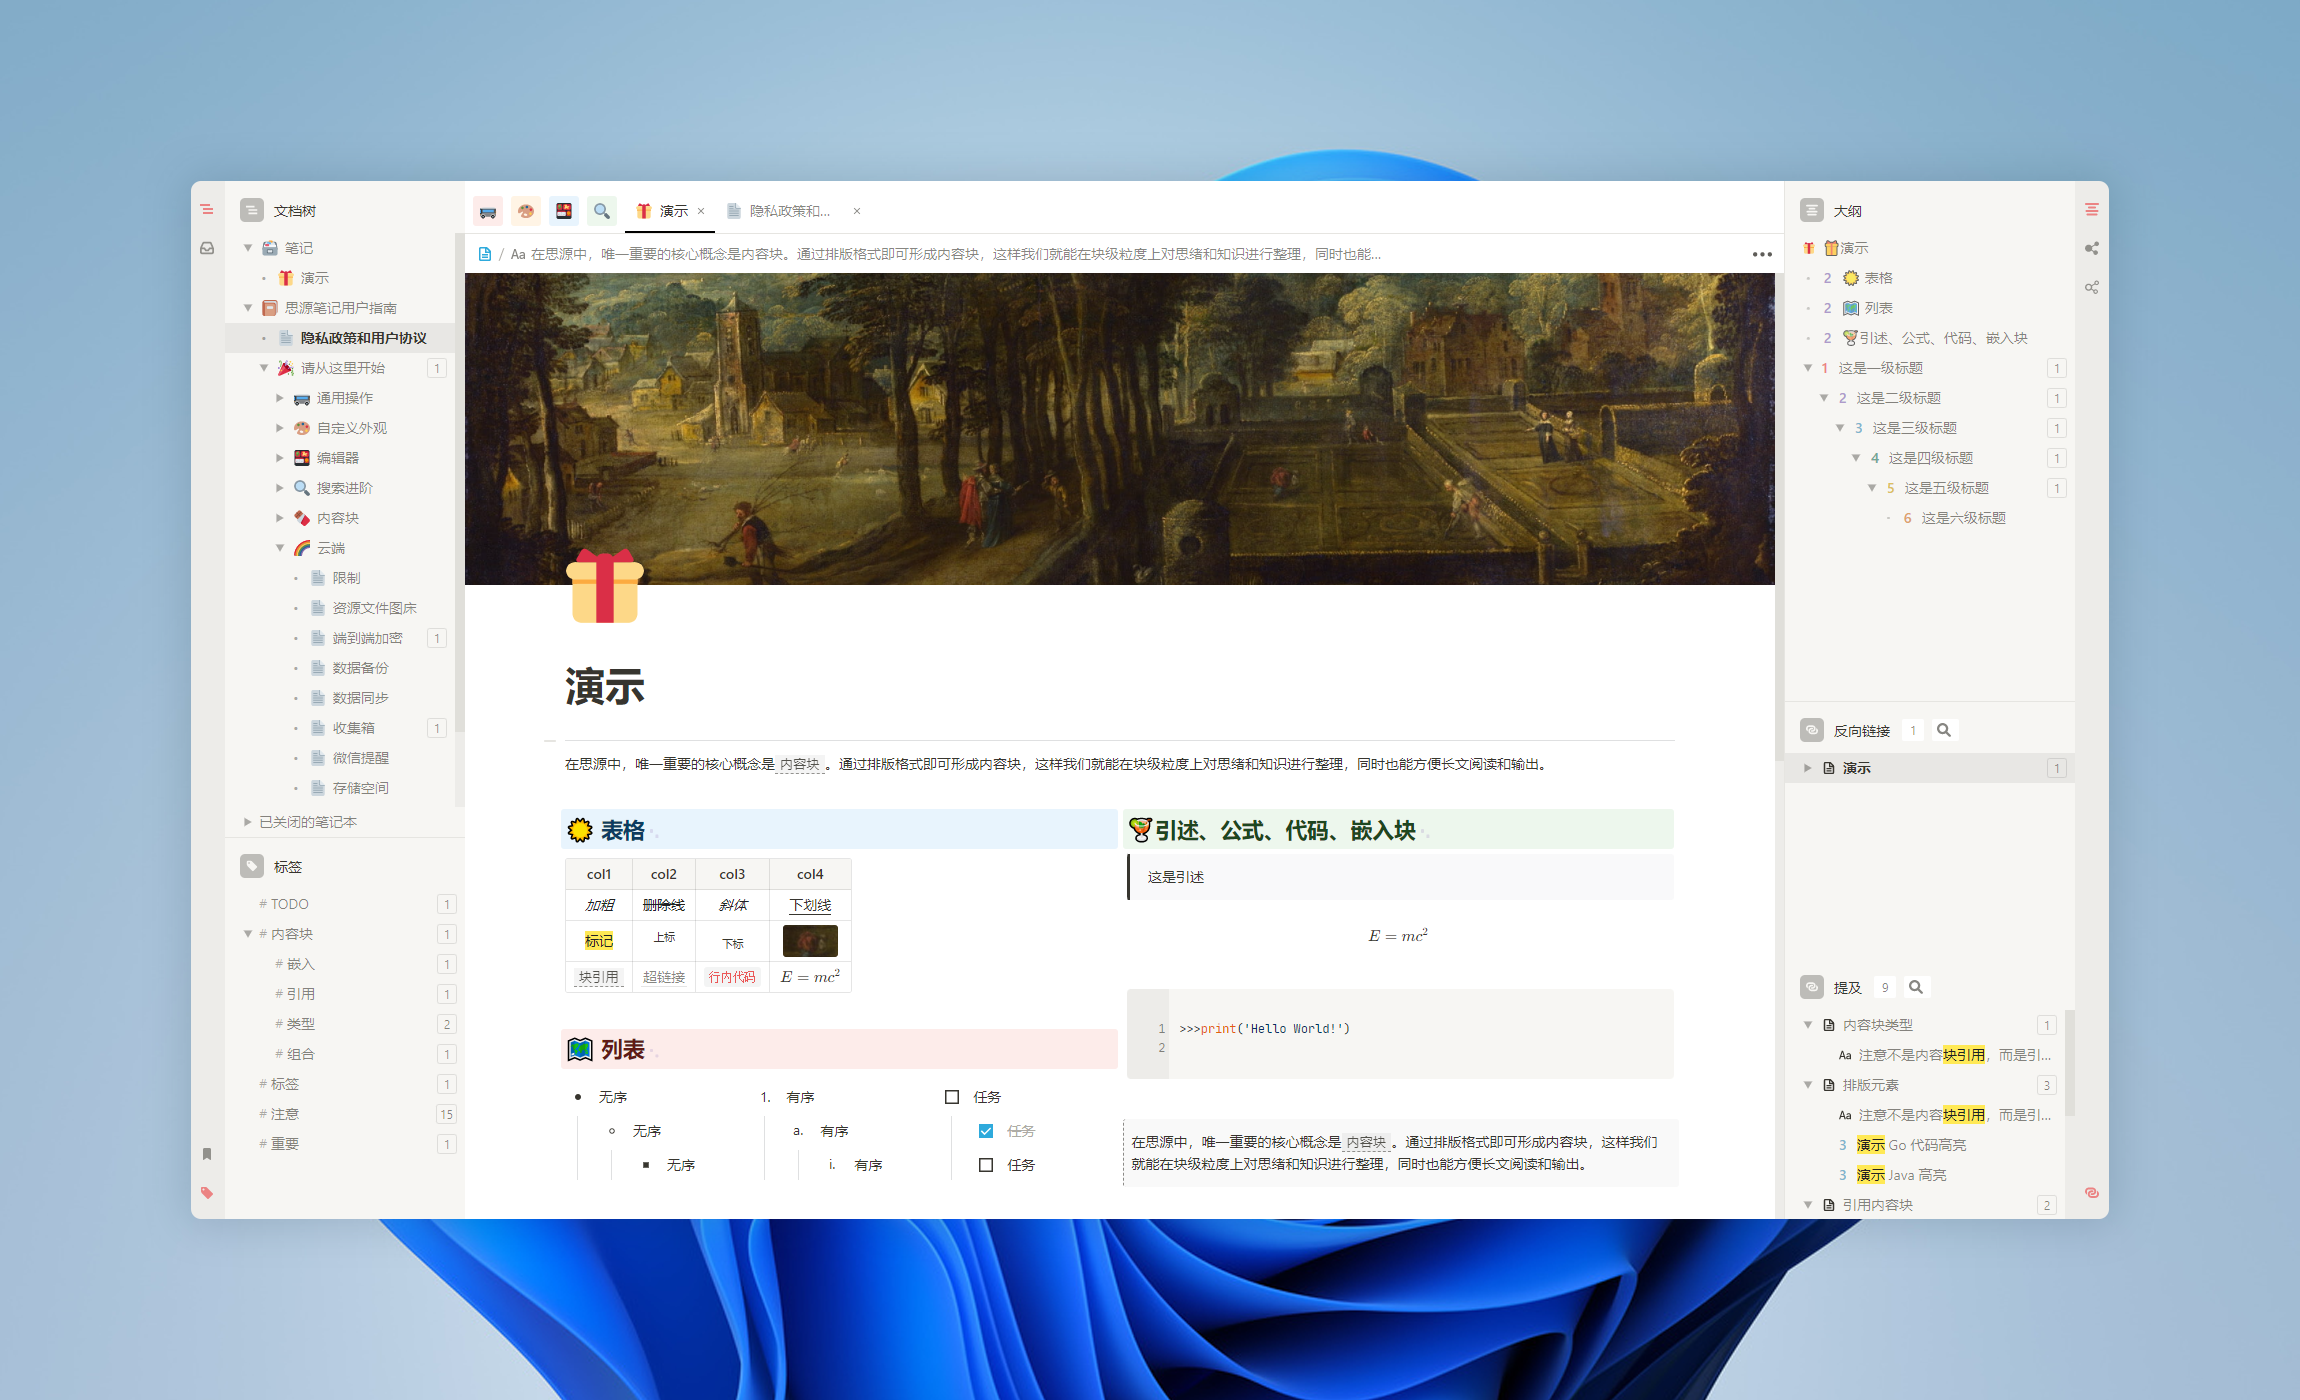 文档树
笔记
演示
思源笔记用户指南
隐私政策和用户协议
请从这里开始 1
通用操作
自定义外观
编辑器
搜索进阶
内容块
云端
限制
资源文件图床
端到端加密 1
数据备份
数据同步
收集箱 1
微信提醒
存储空间
已关闭的笔记本
标签
# TODO 1
# 内容块 1
# 嵌入 1
# 引用 1
# 类型 2
# 组合 1
# 标签 1
# 注意 15
# 重要 1
演示 × 隐私政策和... ×
/ Aa 在思源中，唯一重要的核心概念是内容块。通过排版格式即可形成内容块，这样我们就能在块级粒度上对思绪和知识进行整理，同时也能...
演示
在思源中，唯一重要的核心概念是 内容块 。通过排版格式即可形成内容块，这样我们就能在块级粒度上对思绪和知识进行整理，同时也能方便长文阅读和输出。
表格
col1 col2 col3 col4
加粗 删除线 斜体 下划线
标记 上标 下标
块引用 超链接 行内代码 E = mc²
列表
无序
无序
无序
1. 有序
a. 有序
i. 有序
任务
任务
任务
引述、公式、代码、嵌入块
这是引述
E = mc²
1 >>>print('Hello World!')
2
在思源中，唯一重要的核心概念是 内容块 。通过排版格式即可形成内容块，这样我们
就能在块级粒度上对思绪和知识进行整理，同时也能方便长文阅读和输出。
大纲
演示
2 表格
2 列表
2 引述、公式、代码、嵌入块
1 这是一级标题 1
2 这是二级标题 1
3 这是三级标题 1
4 这是四级标题 1
5 这是五级标题 1
6 这是六级标题
反向链接 1
演示 1
提及 9
内容块类型 1
Aa 注意不是内容块引用，而是引...
排版元素 3
Aa 注意不是内容块引用，而是引...
3 演示 Go 代码高亮
3 演示 Java 高亮
引用内容块 2